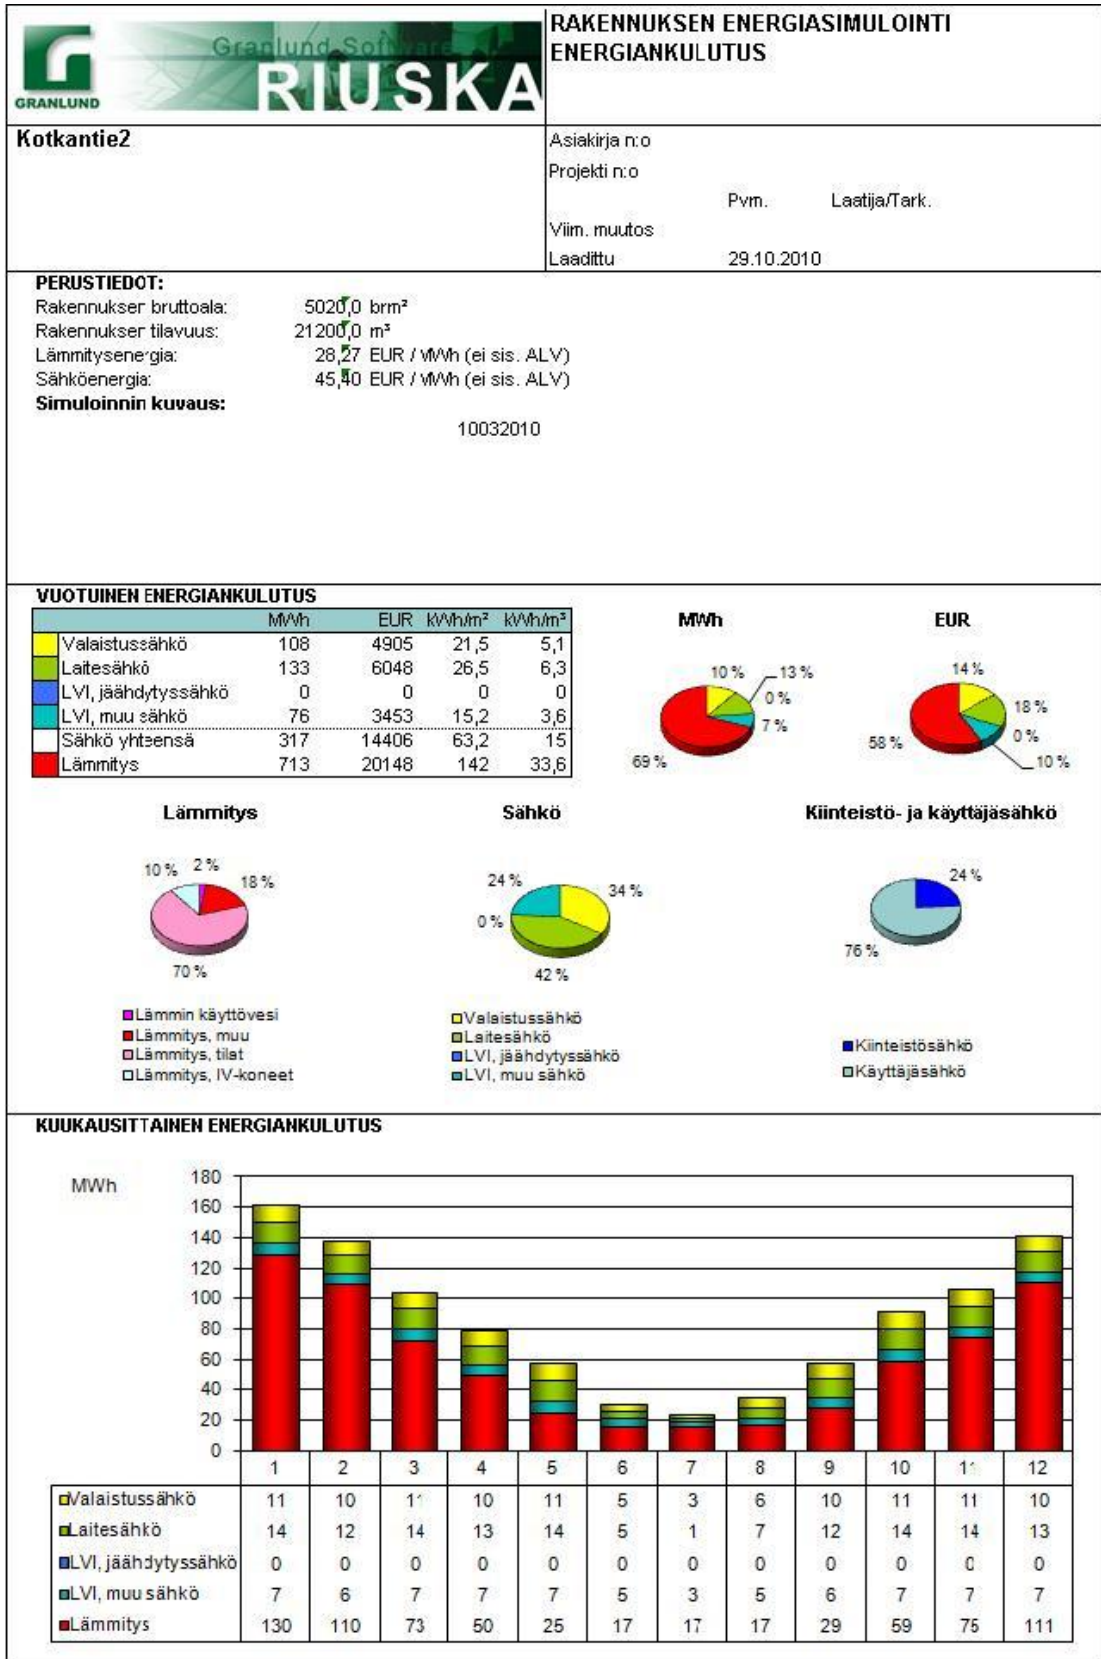 Granlund Software
RIUSKA
GRANLUND
RAKENNUKSEN ENERGIASIMULOINTI
ENERGIANKULUTUS
Kotkantie2
Asiakirja n:o
Projekti n:o
Pvm. Laatija/Tark.
Viim. muutos
Laadittu 29.10.2010
PERUSTIEDOT:
Rakennuksen bruttoala: 5020,0 brm²
Rakennuksen tilavuus: 21200,0 m³
Lämmitysenergia: 28,27 EUR / MWh (ei sis. ALV)
Sähköenergia: 45,40 EUR / MWh (ei sis. ALV)
Simuloinnin kuvaus:
10032010
VUOTUINEN ENERGIANKULUTUS
MWh EUR kWh/m² kWh/m³
Valaistussähkö 108 4905 21,5 5,1
Laitesähkö 133 6048 26,5 6,3
LVI, jäähdytyssähkö 0 0 0 0
LVI, muu sähkö 76 3453 15,2 3,6
Sähkö yhteensä 317 14406 63,2 15
Lämmitys 713 20148 142 33,6
MWh
10 % 13 %
0 %
7 %
69 %
EUR
14 %
18 %
0 %
58 %
10 %
Lämmitys
10 % 2 %
18 %
70 %
Lämmin käyttövesi
Lämmitys, muu
Lämmitys, tilat
Lämmitys, IV-koneet
Sähkö
24 %
34 %
0 %
42 %
Valaistussähkö
Laitesähkö
LVI, jäähdytyssähkö
LVI, muu sähkö
Kiinteistö- ja käyttäjäsähkö
24 %
76 %
Kiinteistösähkö
Käyttäjäsähkö
KUUKAUSITTAINEN ENERGIANKULUTUS
MWh
180
160
140
120
100
80
60
40
20
0
1 2 3 4 5 6 7 8 9 10 11 12
Valaistussähkö 11 10 11 10 11 5 3 6 10 11 11 10
Laitesähkö 14 12 14 13 14 5 1 7 12 14 14 13
LVI, jäähdytyssähkö 0 0 0 0 0 0 0 0 0 0 0 0
LVI, muu sähkö 7 6 7 7 7 5 3 5 6 7 7 7
Lämmitys 130 110 73 50 25 17 17 17 29 59 75 111